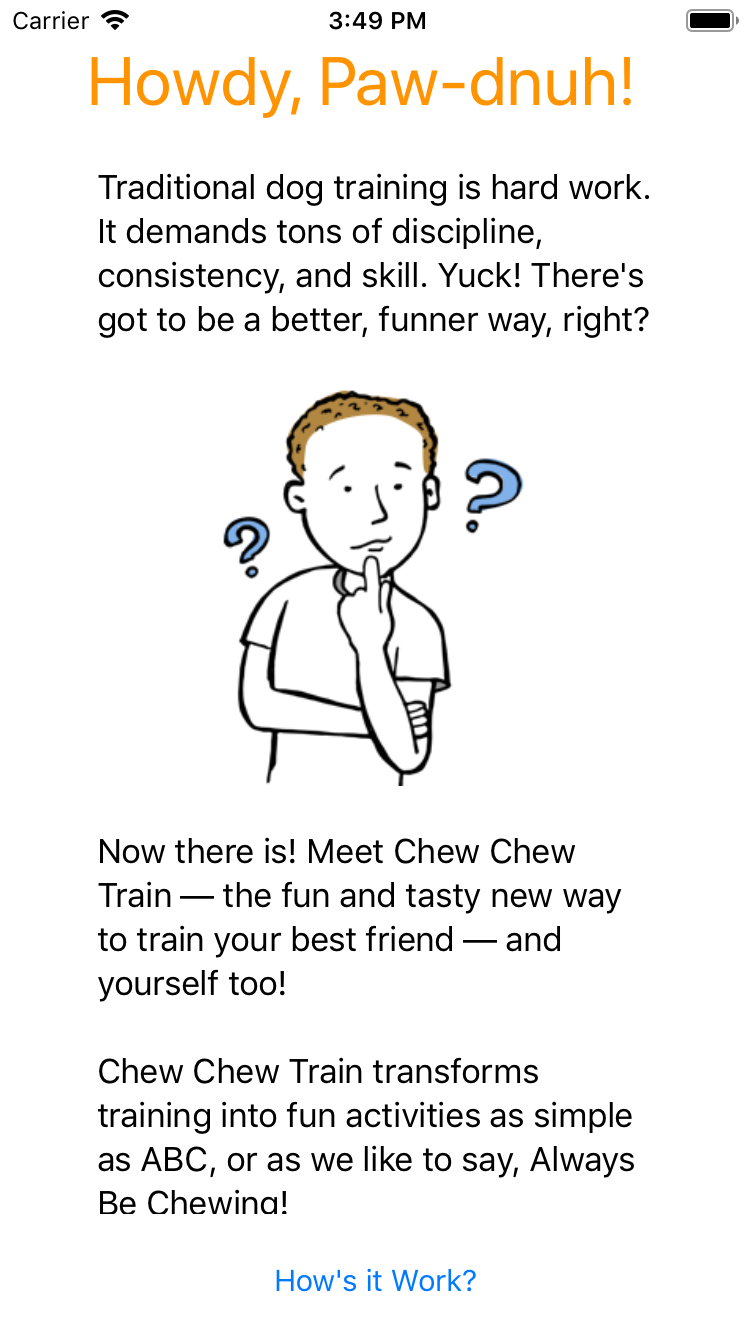 Carrier 3:49 PM
Howdy, Paw-dnuh!
Traditional dog training is hard work.
It demands tons of discipline,
consistency, and skill. Yuck! There's
got to be a better, funner way, right?
? ?
Now there is! Meet Chew Chew
Train — the fun and tasty new way
to train your best friend — and
yourself too!
Chew Chew Train transforms
training into fun activities as simple
as ABC, or as we like to say, Always
Be Chewing!
How's it Work?